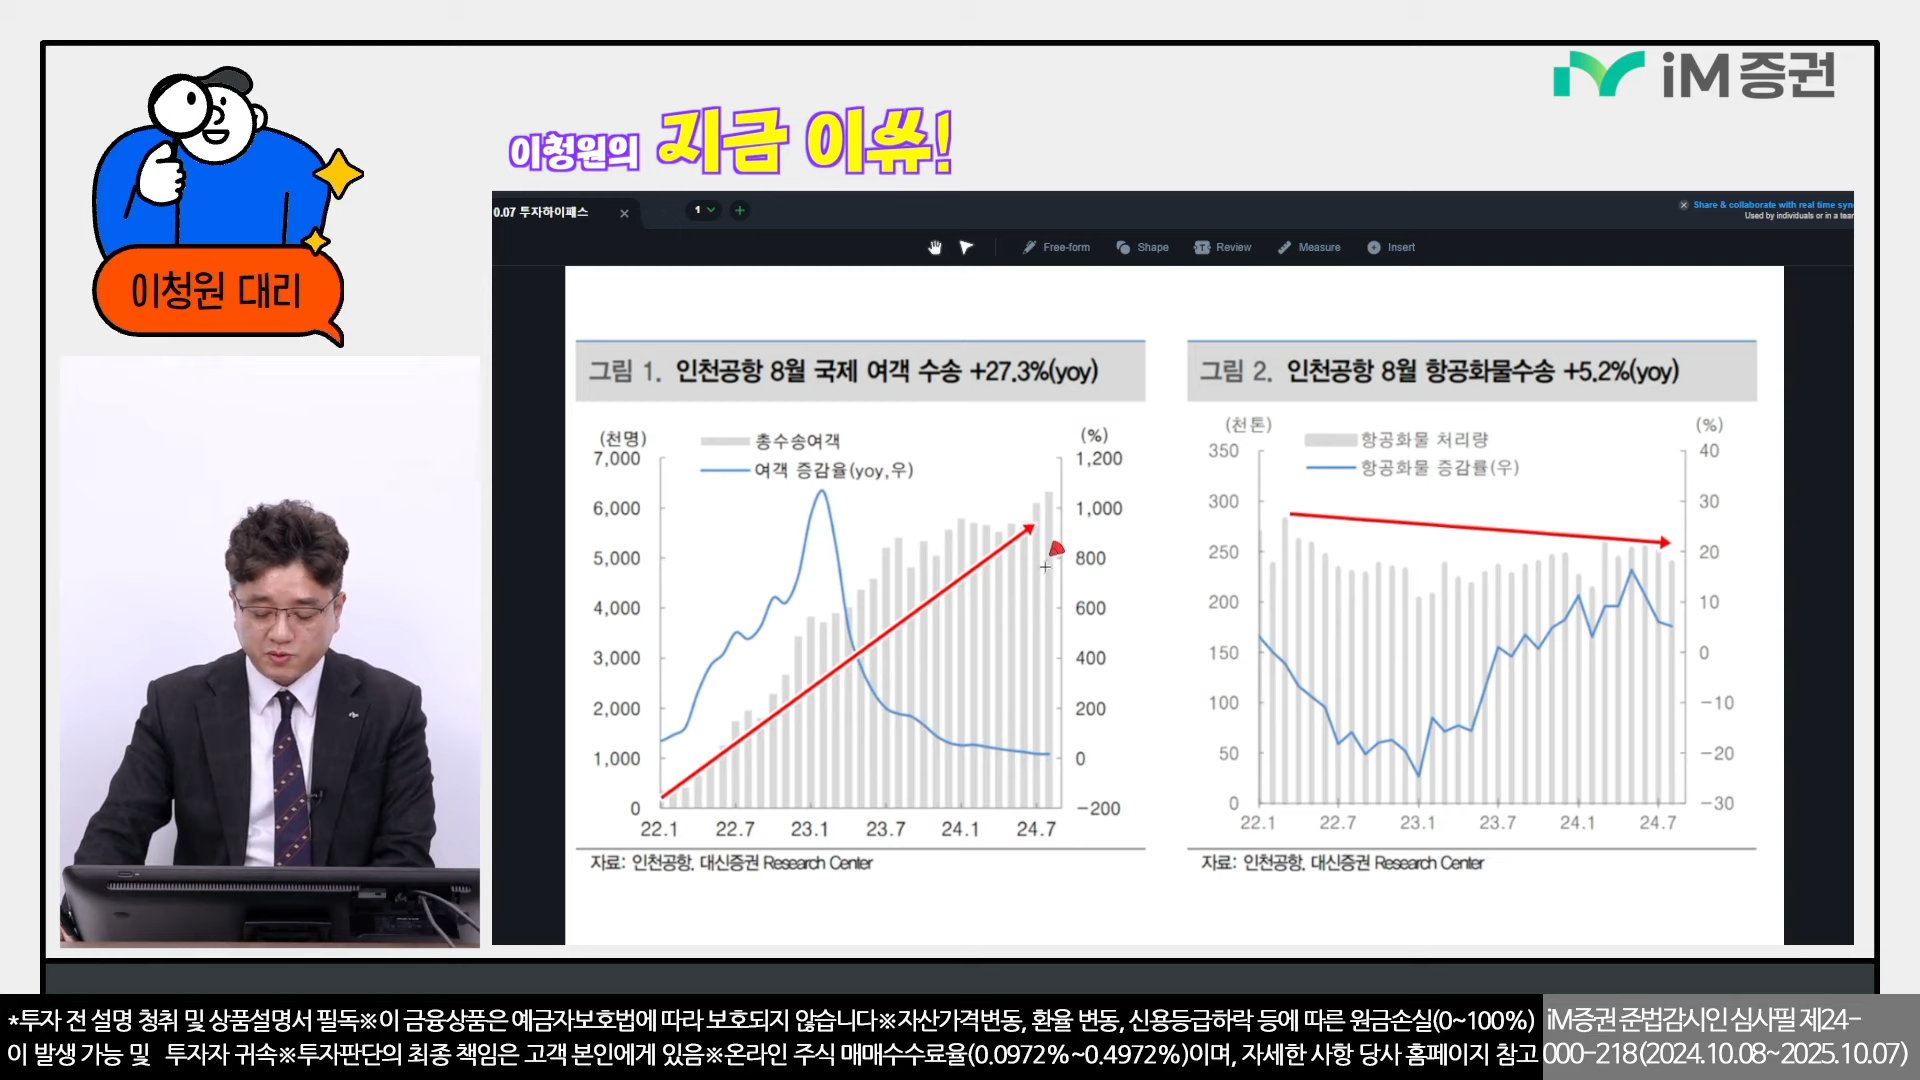 iM증권
이청원의 지금 이슈!
이청원 대리
0.07 투자하이패스
1
Share & collaborate with real time syn
Used by individuals or in a tear
Free-form Shape Review Measure Insert
그림 1. 인천공항 8월 국제 여객 수송 +27.3%(yoy)
(천명)
(%)
총수송여객
여객 증감율(yoy,우)
7,000
6,000
5,000
4,000
3,000
2,000
1,000
0
1,200
1,000
800
600
400
200
0
-200
22.1 22.7 23.1 23.7 24.1 24.7
자료: 인천공항, 대신증권 Research Center
그림 2. 인천공항 8월 항공화물수송 +5.2%(yoy)
(천톤)
(%)
항공화물 처리량
항공화물 증감률(우)
350
300
250
200
150
100
50
0
40
30
20
10
0
-10
-20
-30
22.1 22.7 23.1 23.7 24.1 24.7
자료: 인천공항, 대신증권 Research Center
*투자 전 설명 청취 및 상품설명서 필독※이 금융상품은 예금자보호법에 따라 보호되지 않습니다※자산가격변동, 환율 변동, 신용등급하락 등에 따른 원금손실(0~100%)
이 발생 가능 및 투자자 귀속※투자판단의 최종 책임은 고객 본인에게 있음※온라인 주식 매매수수료율(0.0972%~0.4972%)이며, 자세한 사항 당사 홈페이지 참고
iM증권 준법감시인 심사필 제24-
000-218(2024.10.08~2025.10.07)